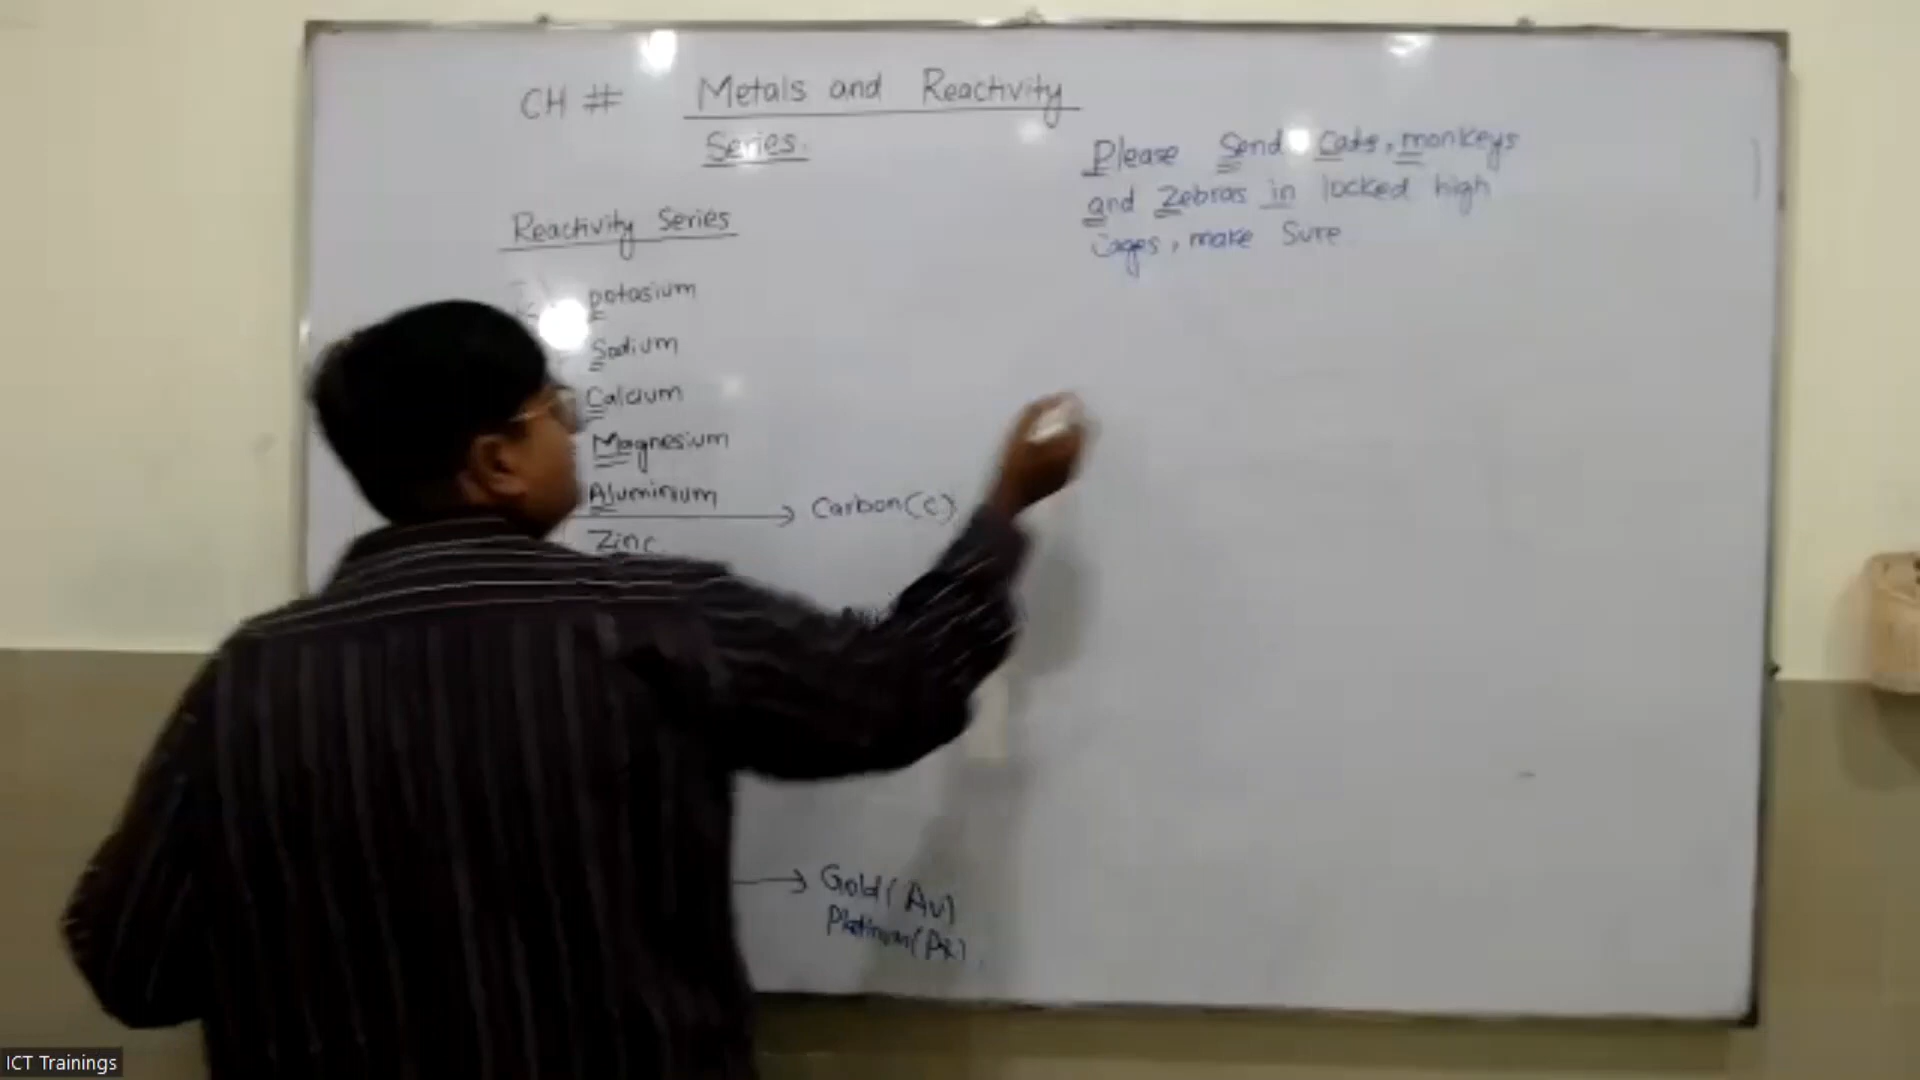 CH # Metals and Reactivity
Series.
Please Send Cats, monkeys
and Zebras in locked high
Cages, make Sure
Reactivity Series
potasium
Sodium
Calcium
Magnesium
Aluminium → Carbon(C)
Zinc
→ Gold(Au)
Platinum(
ICT Trainings